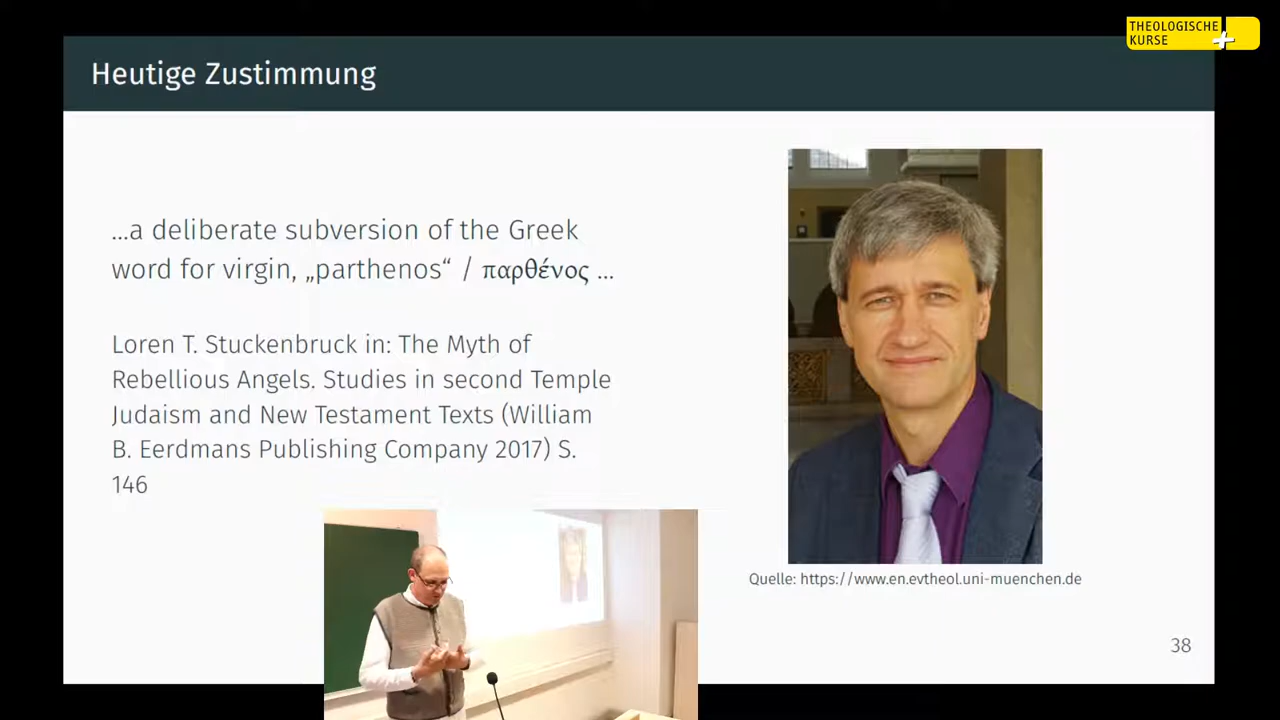 THEOLOGISCHE
KURSE
Heutige Zustimmung
...a deliberate subversion of the Greek
word for virgin, „parthenos“ / παρθένος ...
Loren T. Stuckenbruck in: The Myth of
Rebellious Angels. Studies in second Temple
Judaism and New Testament Texts (William
B. Eerdmans Publishing Company 2017) S.
146
Quelle: https://www.en.evtheol.uni-muenchen.de
38